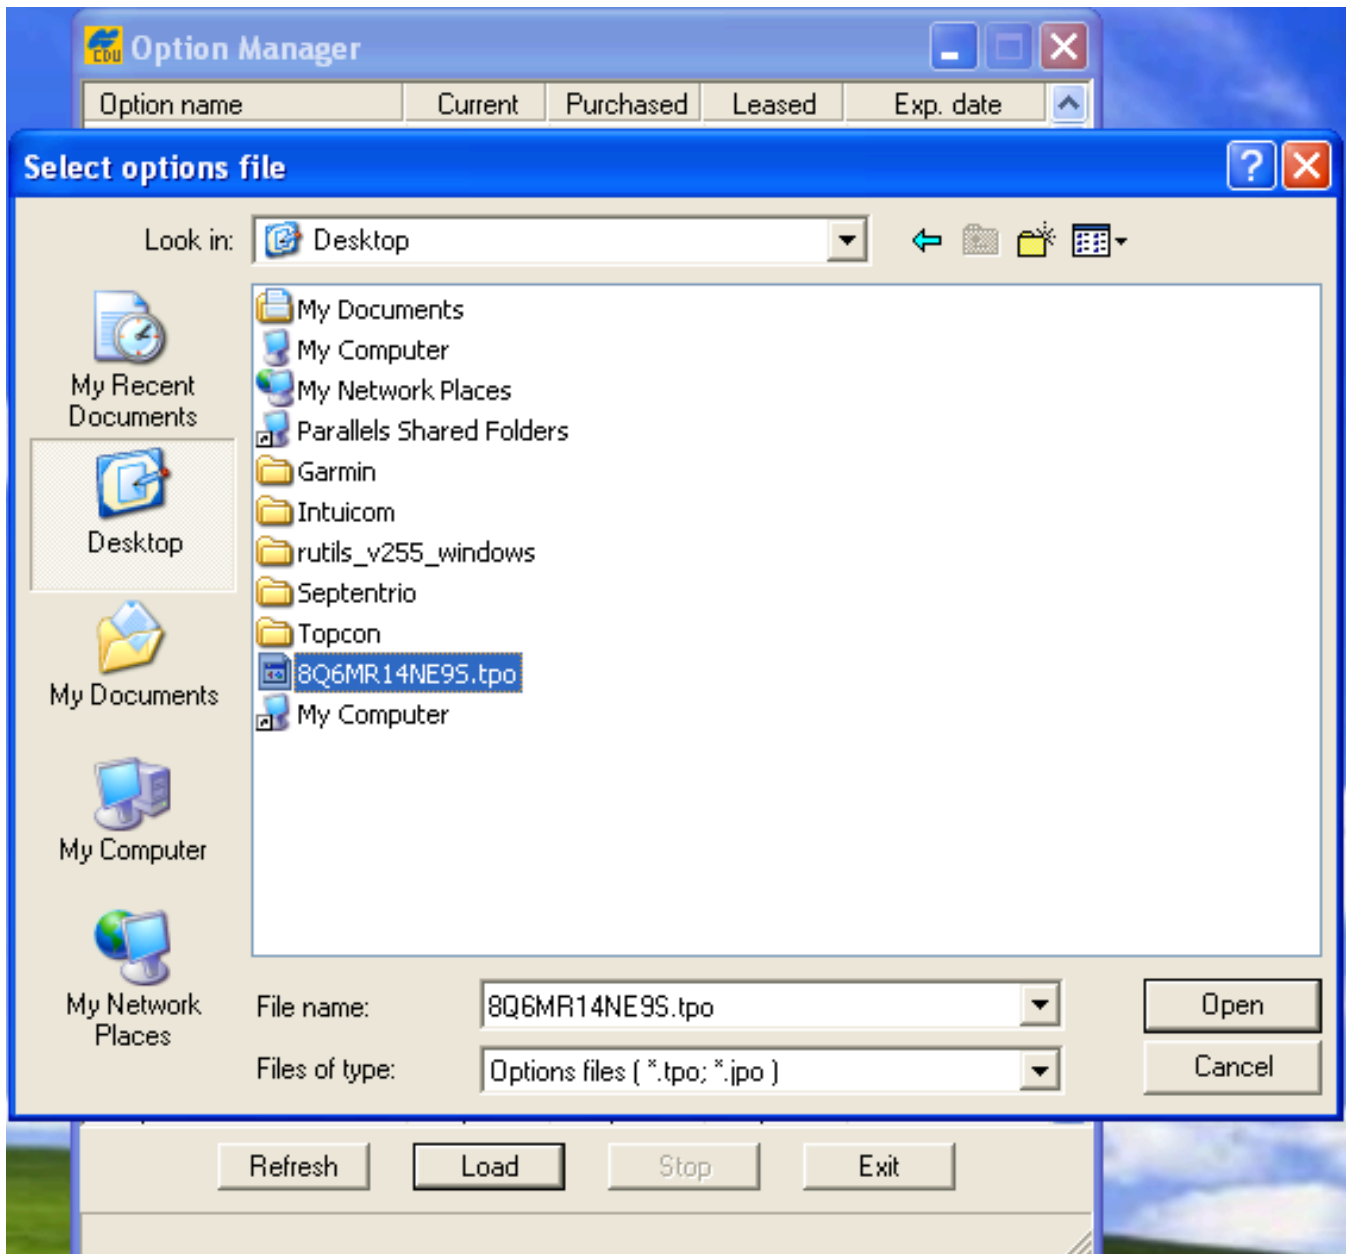 CDU Option Manager
Option name Current Purchased Leased Exp. date
Select options file
Look in: Desktop
My Recent
Documents
Desktop
My Documents
My Computer
My Network
Places
My Documents
My Computer
My Network Places
Parallels Shared Folders
Garmin
Intuicom
rutils_v255_windows
Septentrio
Topcon
8Q6MR14NE9S.tpo
My Computer
File name: 8Q6MR14NE9S.tpo Open
Files of type: Options files ( *.tpo; *.jpo ) Cancel
Refresh Load Stop Exit